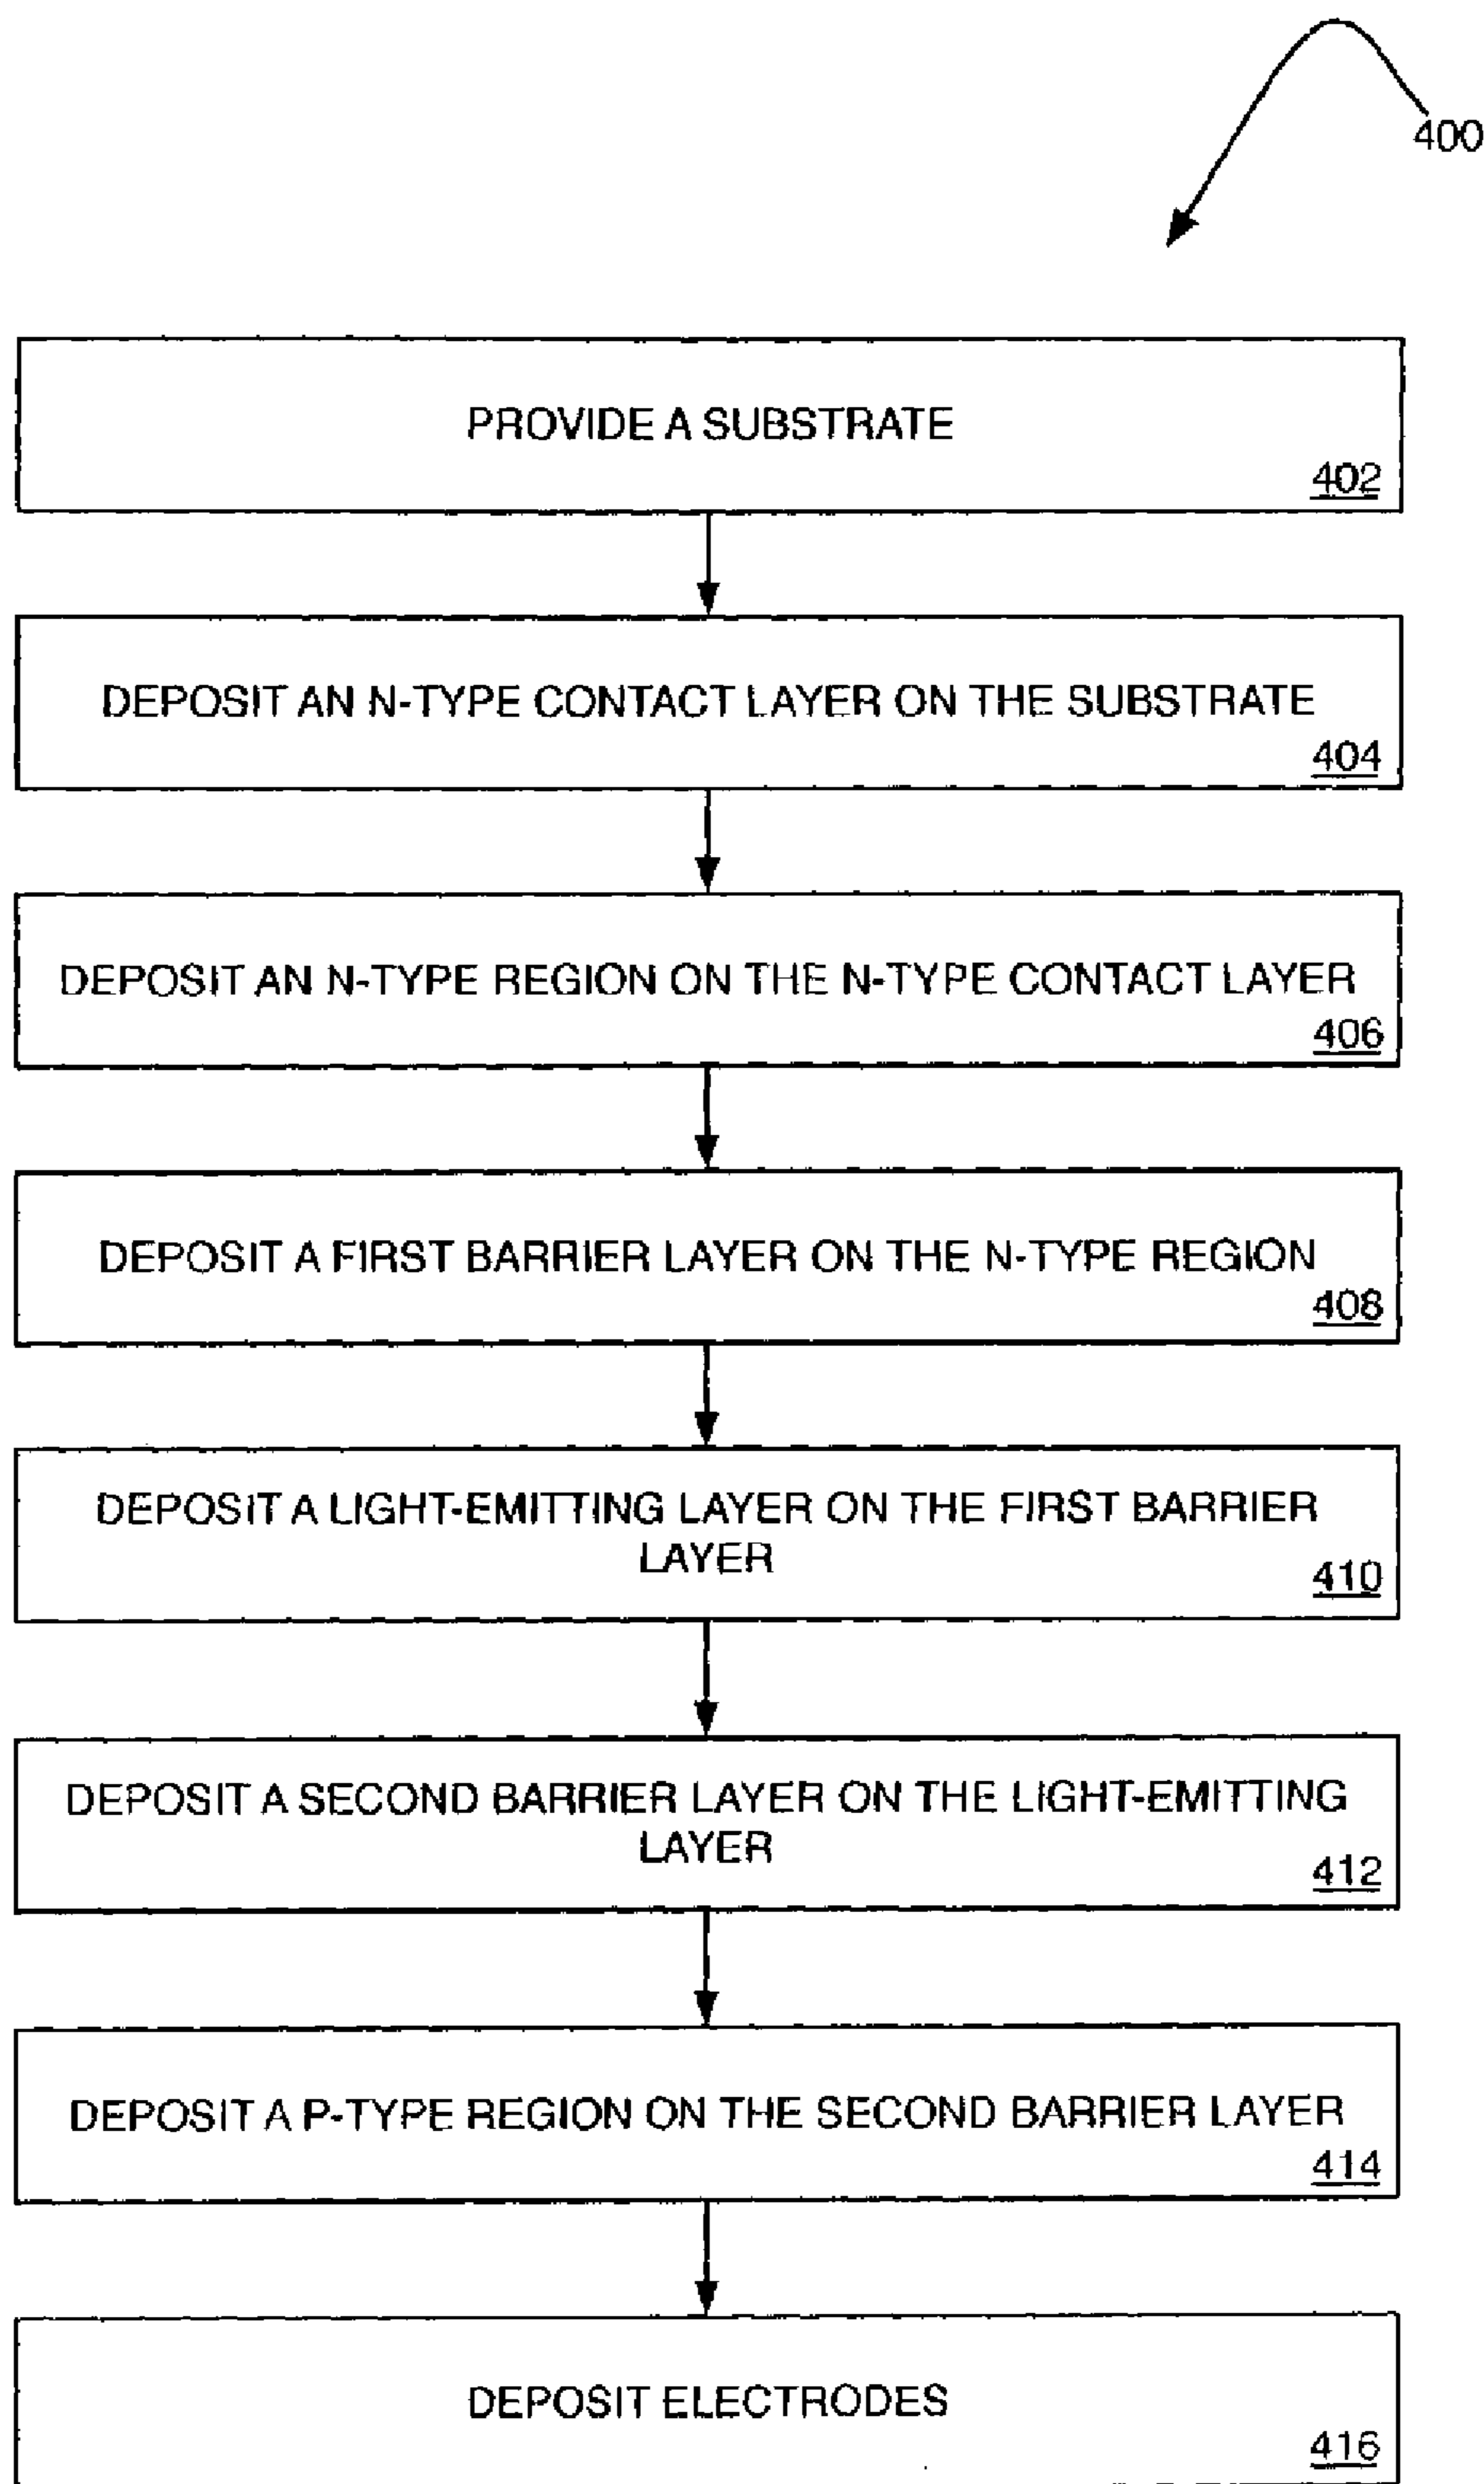 400
PROVIDE A SUBSTRATE
402
DEPOSIT AN N-TYPE CONTACT LAYER ON THE SUBSTRATE
404
DEPOSIT AN N-TYPE REGION ON THE N-TYPE CONTACT LAYER
406
DEPOSIT A FIRST BARRIER LAYER ON THE N-TYPE REGION
408
DEPOSIT A LIGHT-EMITTING LAYER ON THE FIRST BARRIER
LAYER
410
DEPOSIT A SECOND BARRIER LAYER ON THE LIGHT-EMITTING
LAYER
412
DEPOSIT A P-TYPE REGION ON THE SECOND BARRIER LAYER
414
DEPOSIT ELECTRODES
416